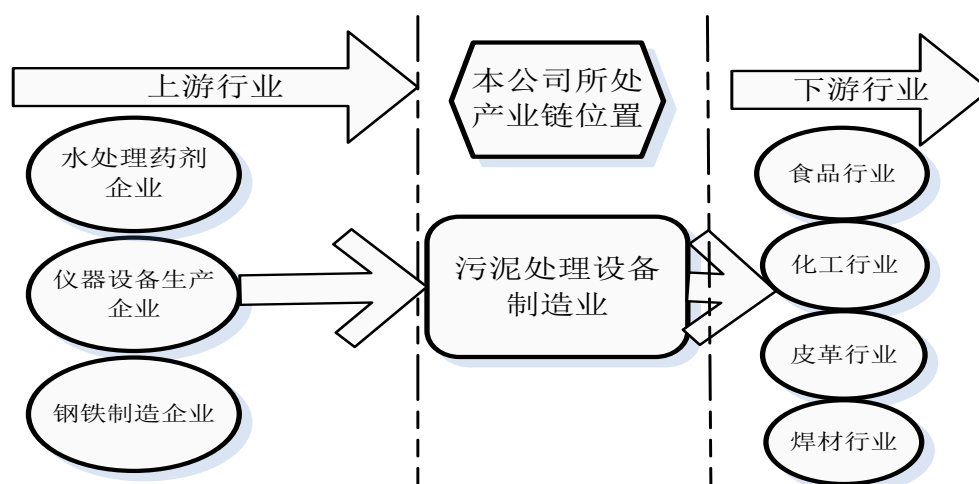 上游行业
本公司所处
产业链位置
下游行业
水处理药剂
企业
仪器设备生产
企业
钢铁制造企业
污泥处理设备
制造业
食品行业
化工行业
皮革行业
焊材行业